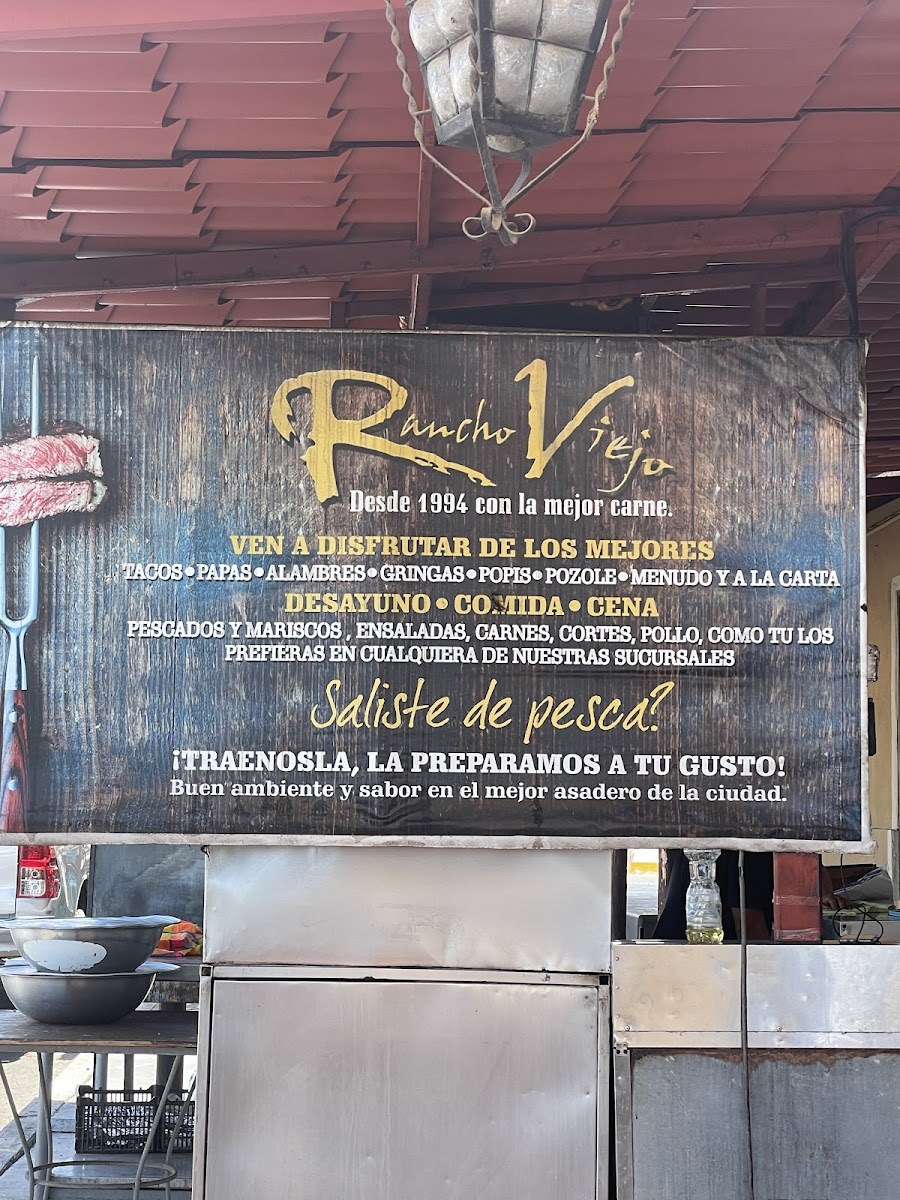 Rancho Viejo
Desde 1994 con la mejor carne.
VEN A DISFRUTAR DE LOS MEJORES
TACOS•PAPAS•ALAMBRES•GRINGAS•POPIS•POZOLE•MENUDO Y A LA CARTA
DESAYUNO • COMIDA • CENA
PESCADOS Y MARISCOS , ENSALADAS, CARNES, CORTES, POLLO, COMO TU LOS
PREFIERAS EN CUALQUIERA DE NUESTRAS SUCURSALES
Saliste de pesca?
¡TRAENOSLA, LA PREPARAMOS A TU GUSTO!
Buen ambiente y sabor en el mejor asadero de la ciudad.